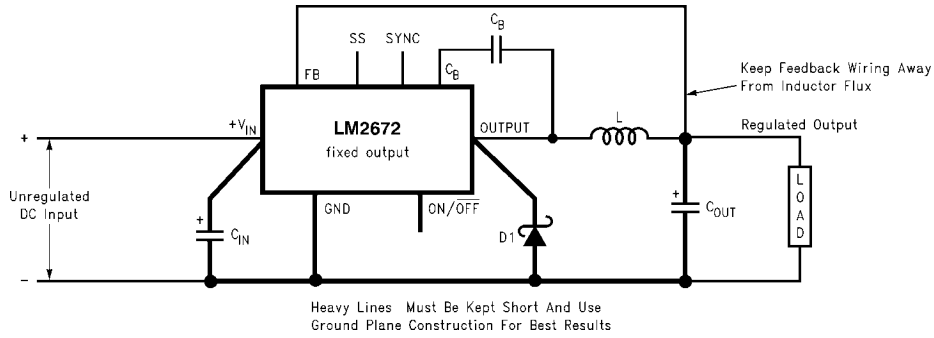 C_B
SS SYNC
FB C_B
Keep Feedback Wiring Away
From Inductor Flux
+V_IN LM2672 OUTPUT L Regulated Output
fixed output
+
Unregulated
DC Input
GND ON/O̅F̅F̅
+ C_IN
D1
+ C_OUT
LOAD
–
Heavy Lines Must Be Kept Short And Use
Ground Plane Construction For Best Results